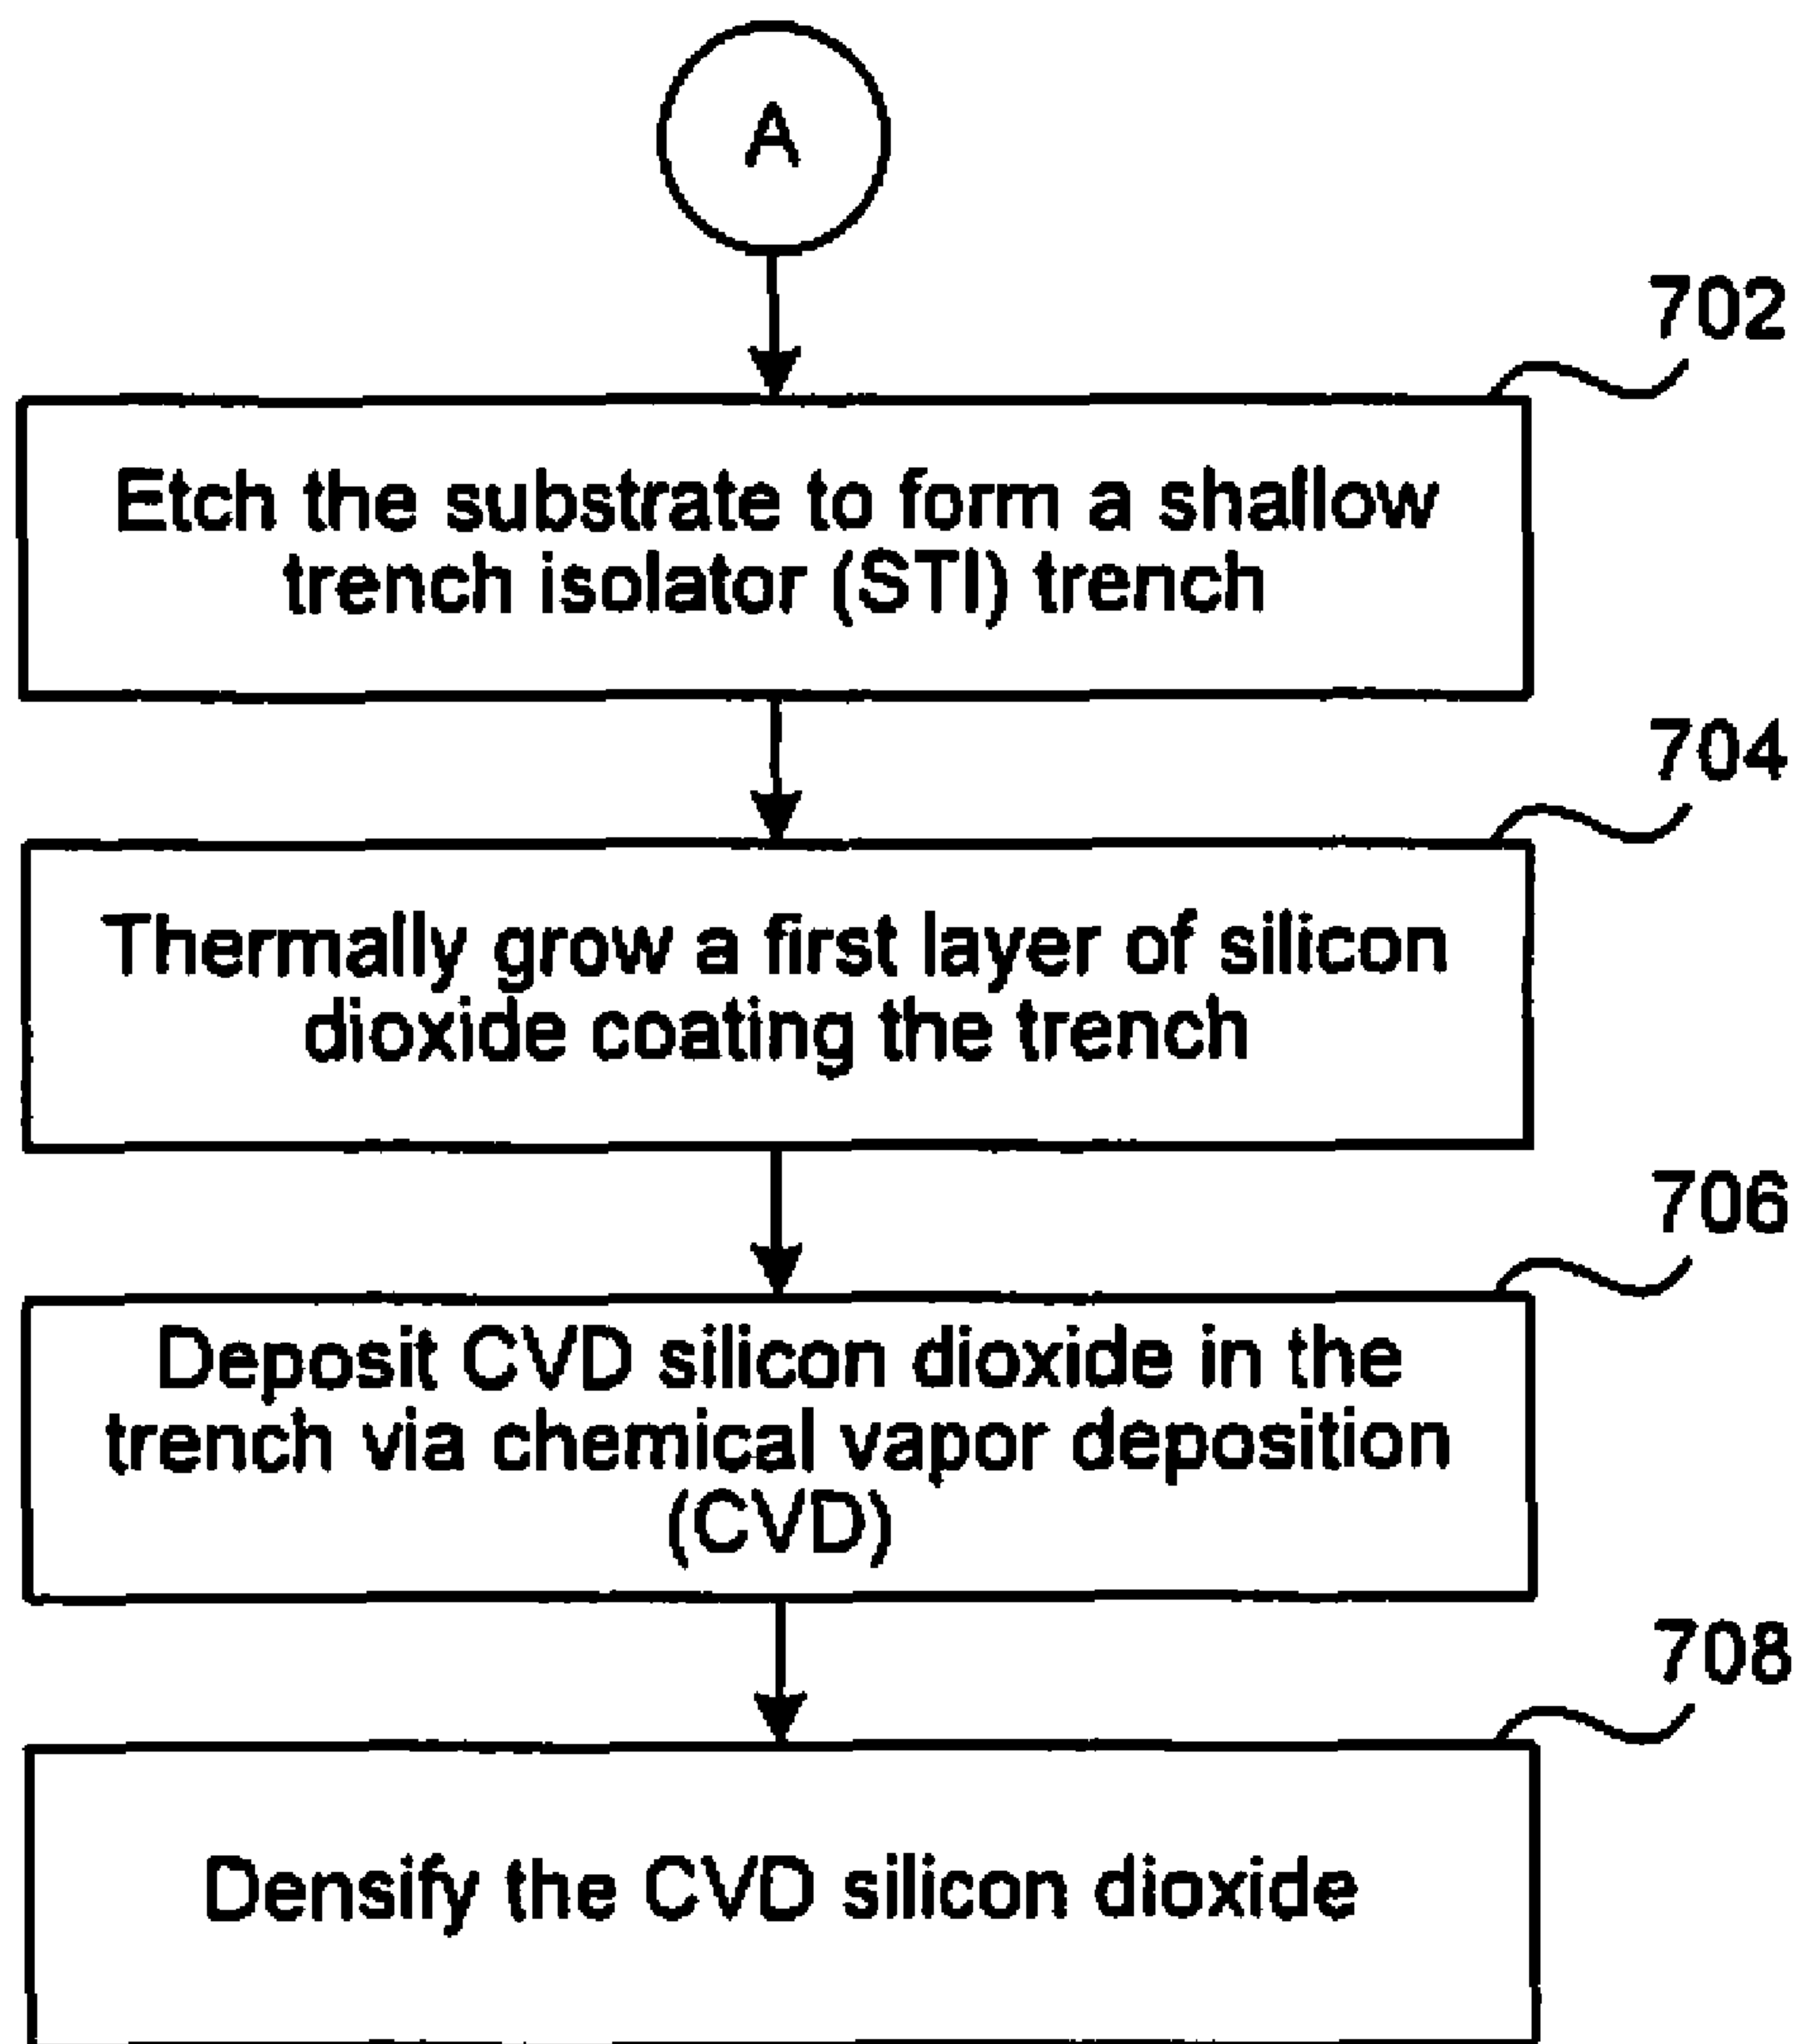 A
702
Etch the substrate to form a shallow
trench isolator (STI) trench
704
Thermally grow a first layer of silicon
dioxide coating the trench
706
Deposit CVD silicon dioxide in the
trench via chemical vapor deposition
(CVD)
708
Densify the CVD silicon dioxide